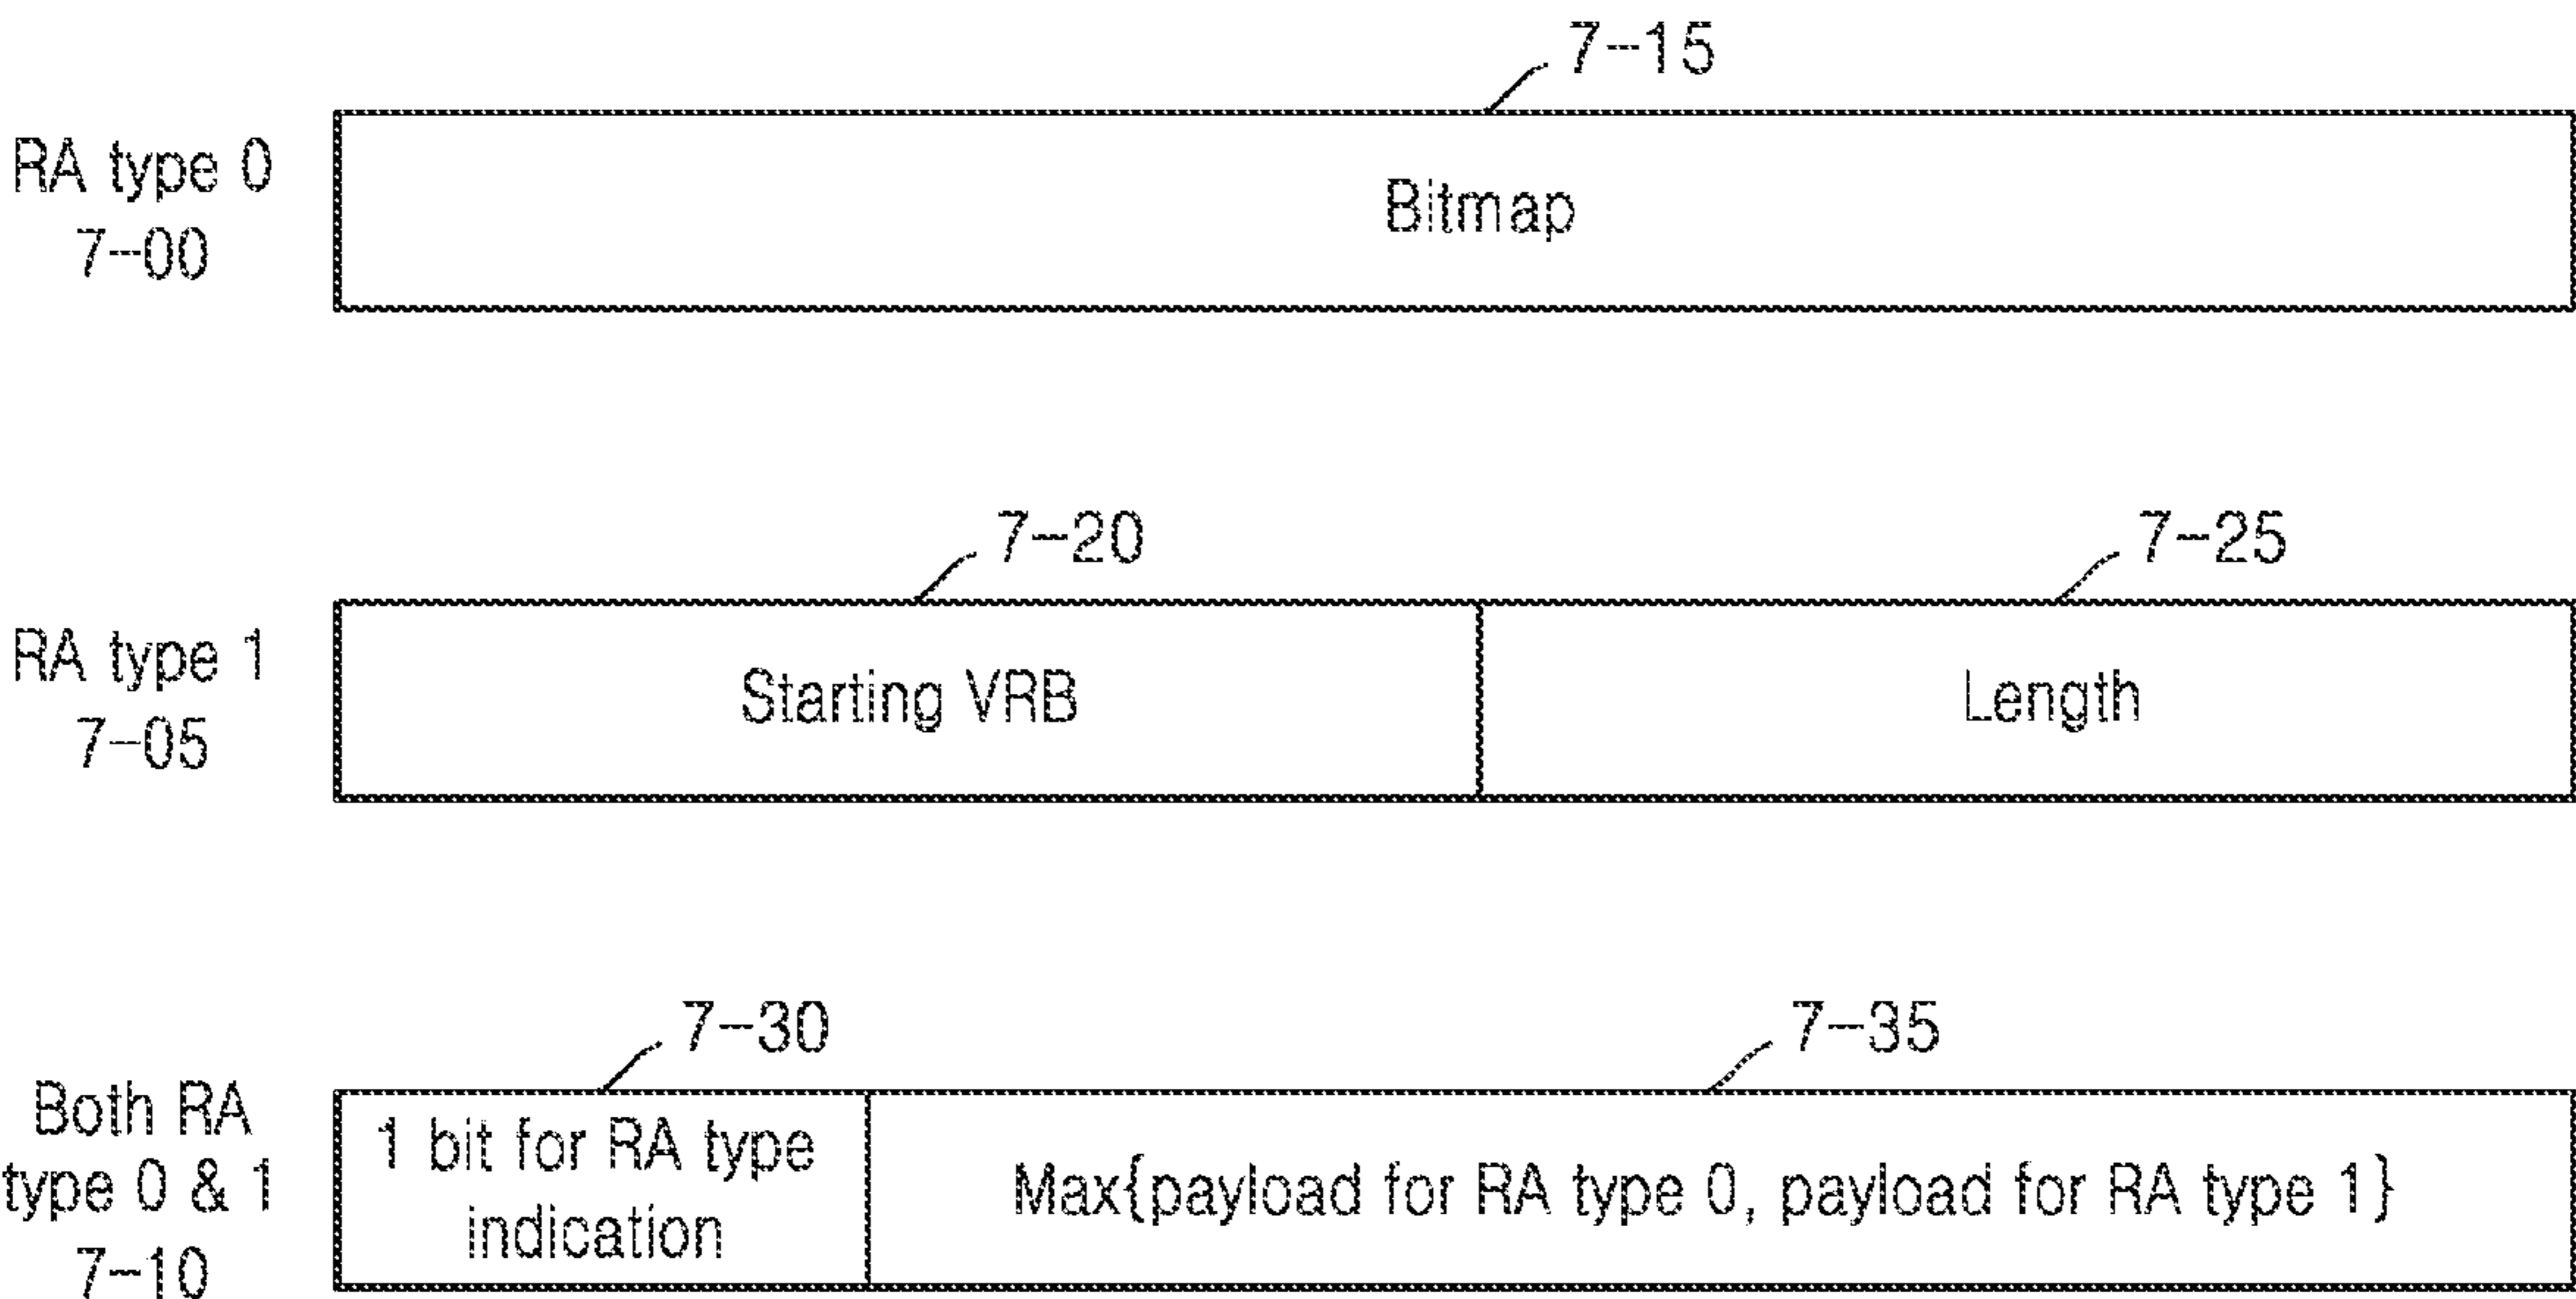 7-15
RA type 0
7-00
Bitmap
7-20
7-25
RA type 1
7-05
Starting VRB
Length
7-30
7-35
Both RA
type 0 & 1
7-10
1 bit for RA type
indication
Max{payload for RA type 0, payload for RA type 1}